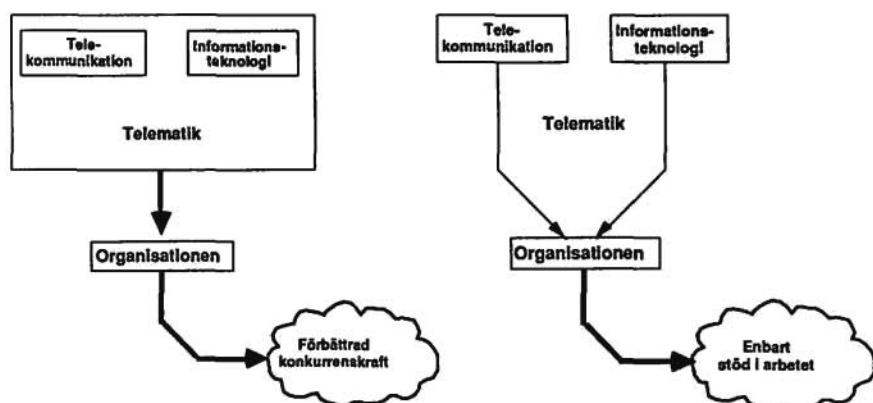 Tele-
kommunikation
Informations-
teknologi
Telematik
Organisationen
Förbättrad
konkurrenskraft
Tele-
kommunikation
Informations-
teknologi
Telematik
Organisationen
Enbart
stöd i arbetet